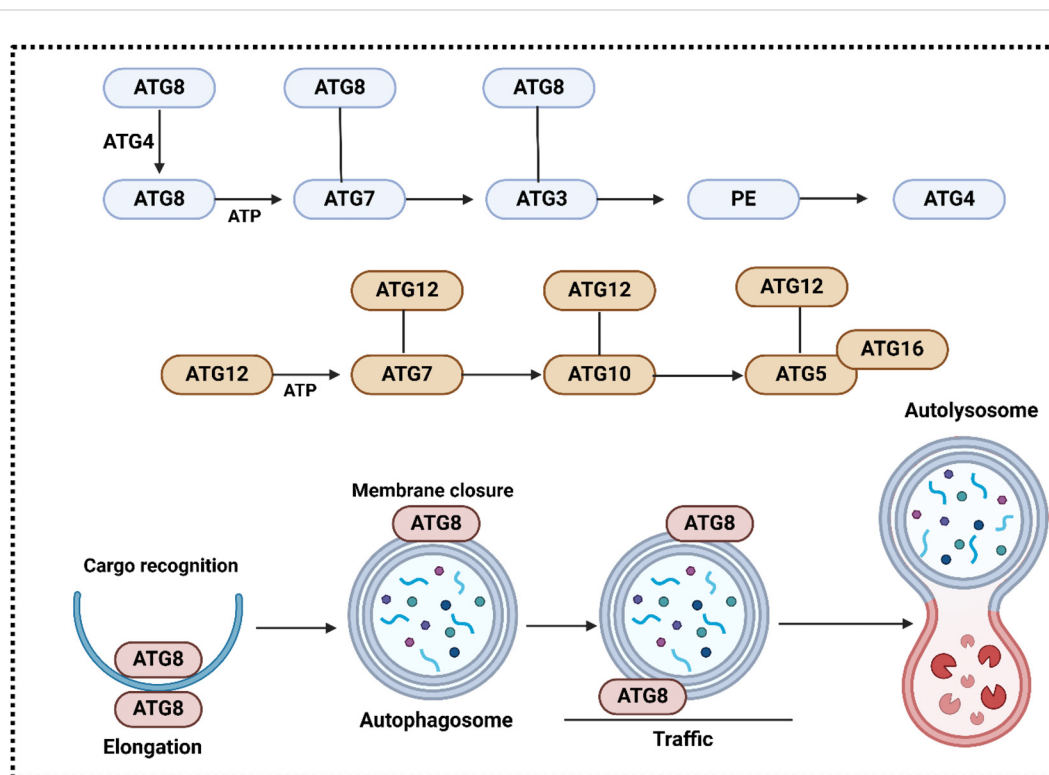 ATG8
ATG8
ATG8
ATG4
ATG8
ATP
ATG7
ATG3
PE
ATG4
ATG12
ATG12
ATG12
ATG16
ATG12
ATP
ATG7
ATG10
ATG5
Autolysosome
Membrane closure
ATG8
ATG8
Cargo recognition
ATG8
ATG8
ATG8
Elongation
Autophagosome
Traffic